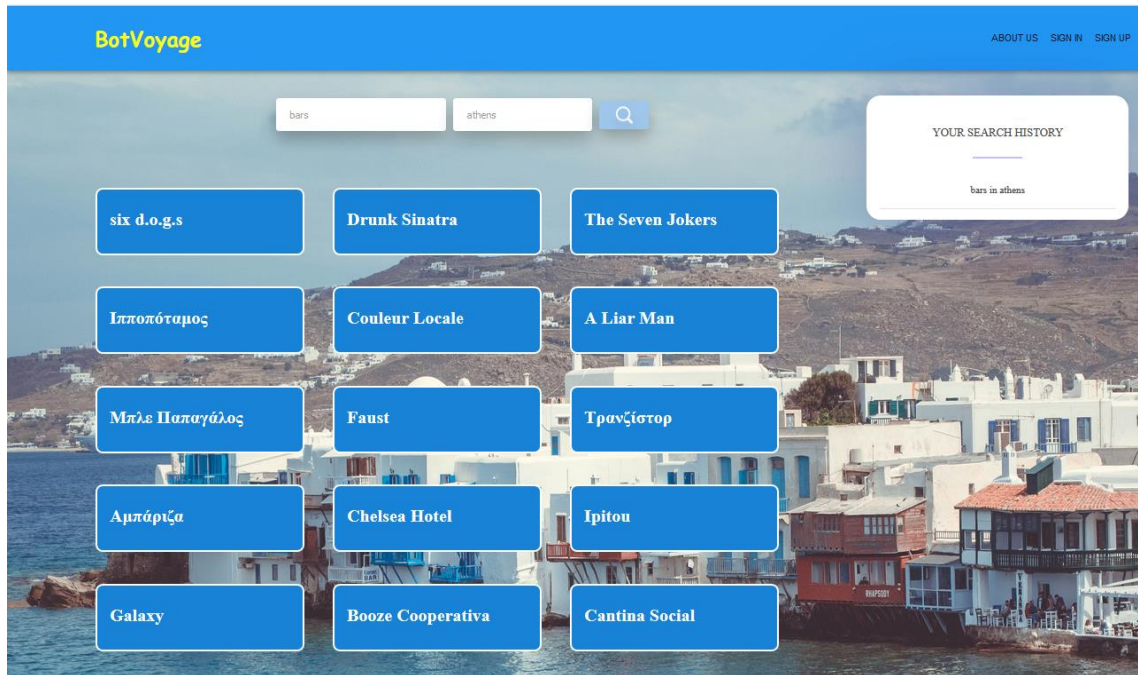 BotVoyage
ABOUT US SIGN IN SIGN UP
bars athens
YOUR SEARCH HISTORY
bars in athens
six d.o.g.s
Drunk Sinatra
The Seven Jokers
Ιπποπόταμος
Couleur Locale
A Liar Man
Μπλε Παπαγάλος
Faust
Τρανζίστορ
Αμπάριζα
Chelsea Hotel
Ipitou
Galaxy
Booze Cooperativa
Cantina Social
RHAPSODY
BAR